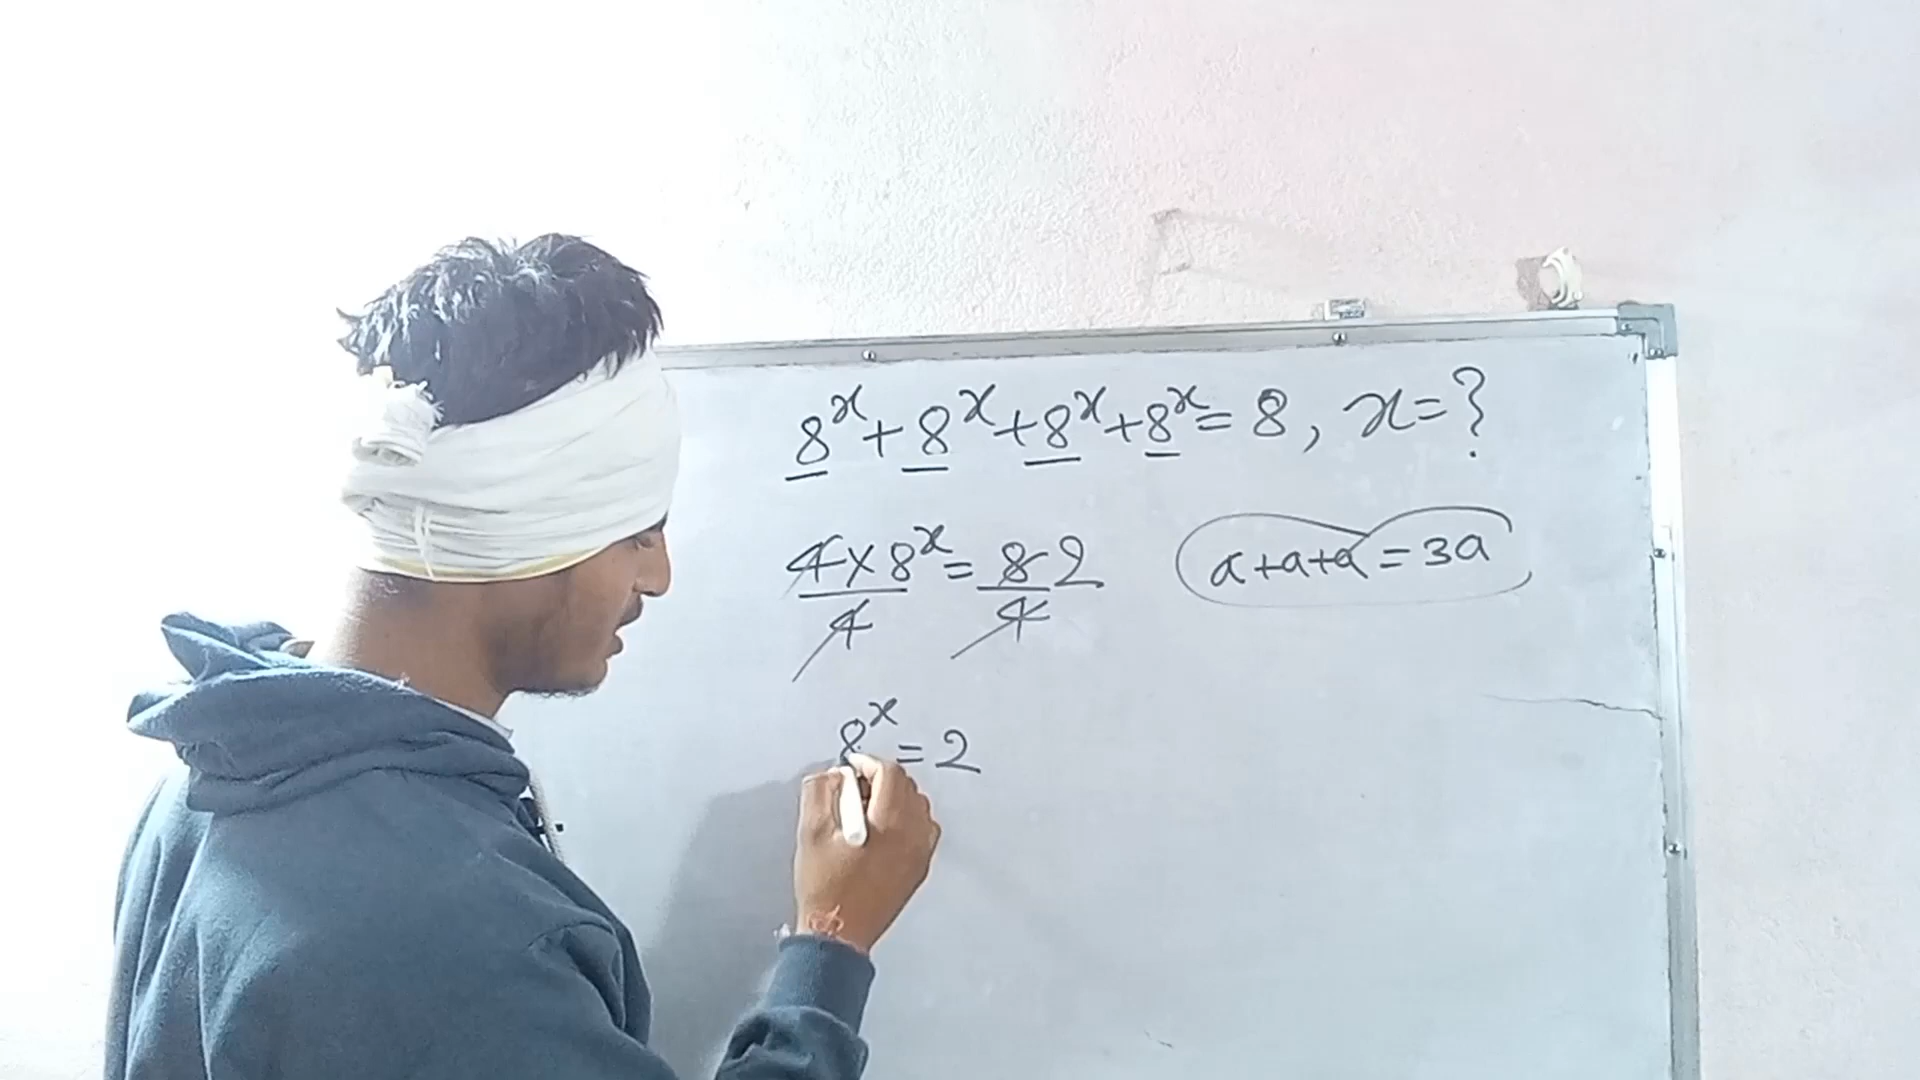 8^x + 8^x + 8^x + 8^x = 8, x = ?
4 × 8^x = 8 2
4 4
a + a + a = 3a
8^x = 2